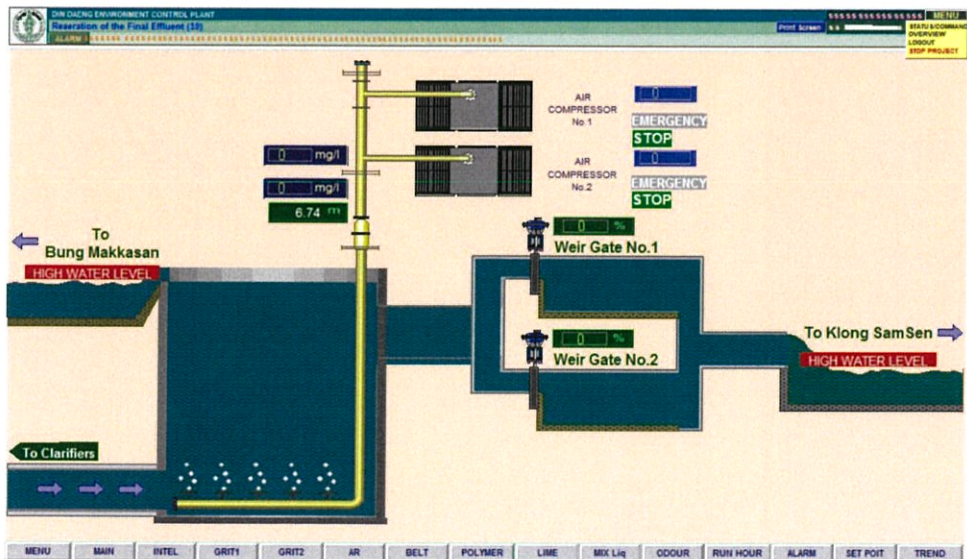 DIN DAENG ENVIRONMENT CONTROL PLANT
Reaeration of the Final Effluent (10)
ALARM !
Print Screen
MENU
STATUS/COMMAND
OVERVIEW
LOGOUT
STOP PROJECT
AIR
COMPRESSOR
No.1
0
EMERGENCY
STOP
0 mg/l
AIR
COMPRESSOR
No.2
0
EMERGENCY
STOP
0 mg/l
6.74 m
To
Bung Makkasan
HIGH WATER LEVEL
0 %
Weir Gate No.1
0 %
Weir Gate No.2
To Klong SamSen
HIGH WATER LEVEL
To Clarifiers
MENU MAIN INTEL GRIT1 GRIT2 AR BELT POLYMER LIME MIX Liq ODOUR RUN HOUR ALARM SET POIT TREND